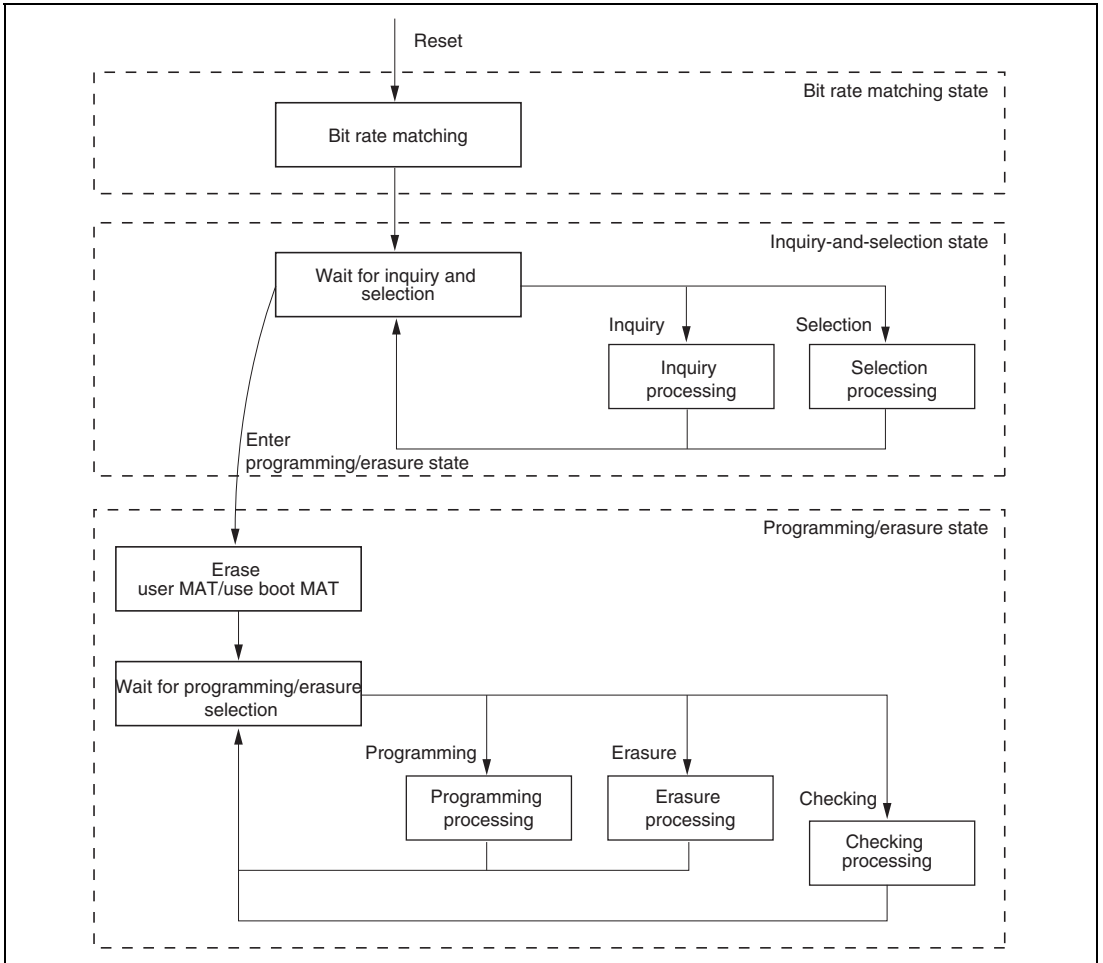 Reset
Bit rate matching state
Bit rate matching
Inquiry-and-selection state
Wait for inquiry and
selection
Inquiry
Selection
Inquiry
processing
Selection
processing
Enter
programming/erasure state
Programming/erasure state
Erase
user MAT/use boot MAT
Wait for programming/erasure
selection
Programming
Erasure
Checking
Programming
processing
Erasure
processing
Checking
processing